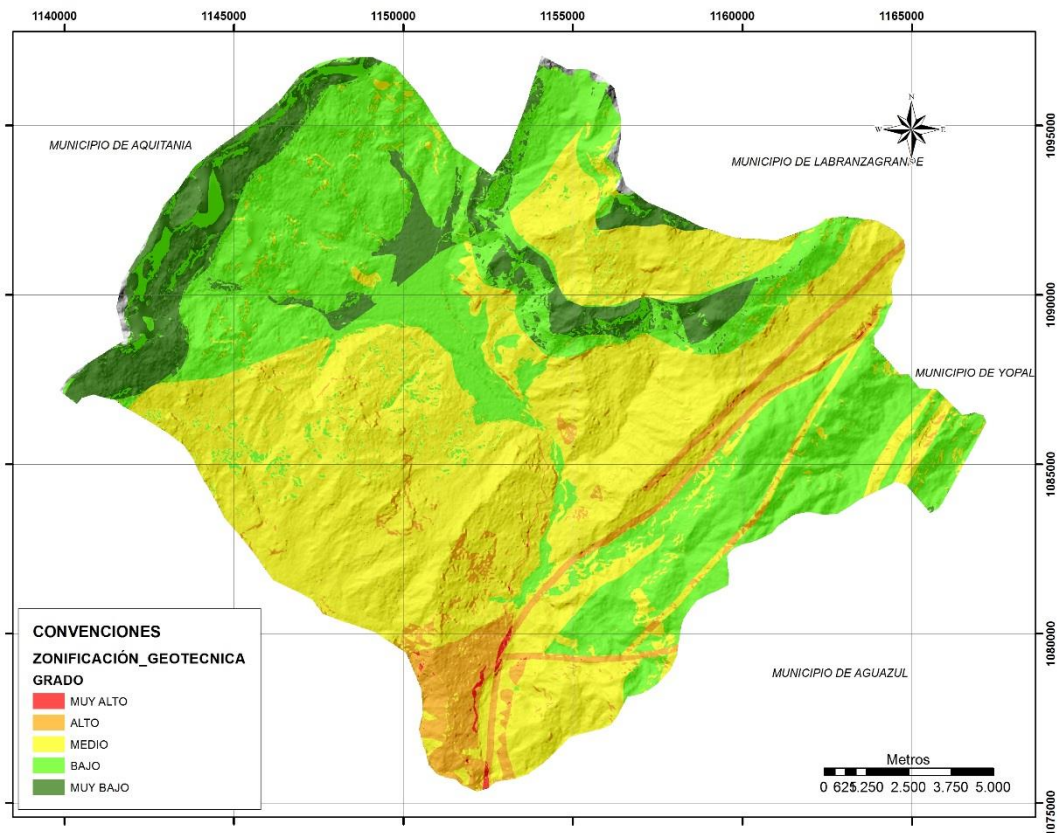 1140000 1145000 1150000 1155000 1160000 1165000
N
W E
MUNICIPIO DE AQUITANIA
MUNICIPIO DE LABRANZAGRANDE
MUNICIPIO DE YOPAL
MUNICIPIO DE AGUAZUL
1095000
1090000
1085000
1080000
1075000
CONVENCIONES
ZONIFICACIÓN_GEOTECNICA
GRADO
MUY ALTO
ALTO
MEDIO
BAJO
MUY BAJO
Metros
0 625 1.250 2.500 3.750 5.000